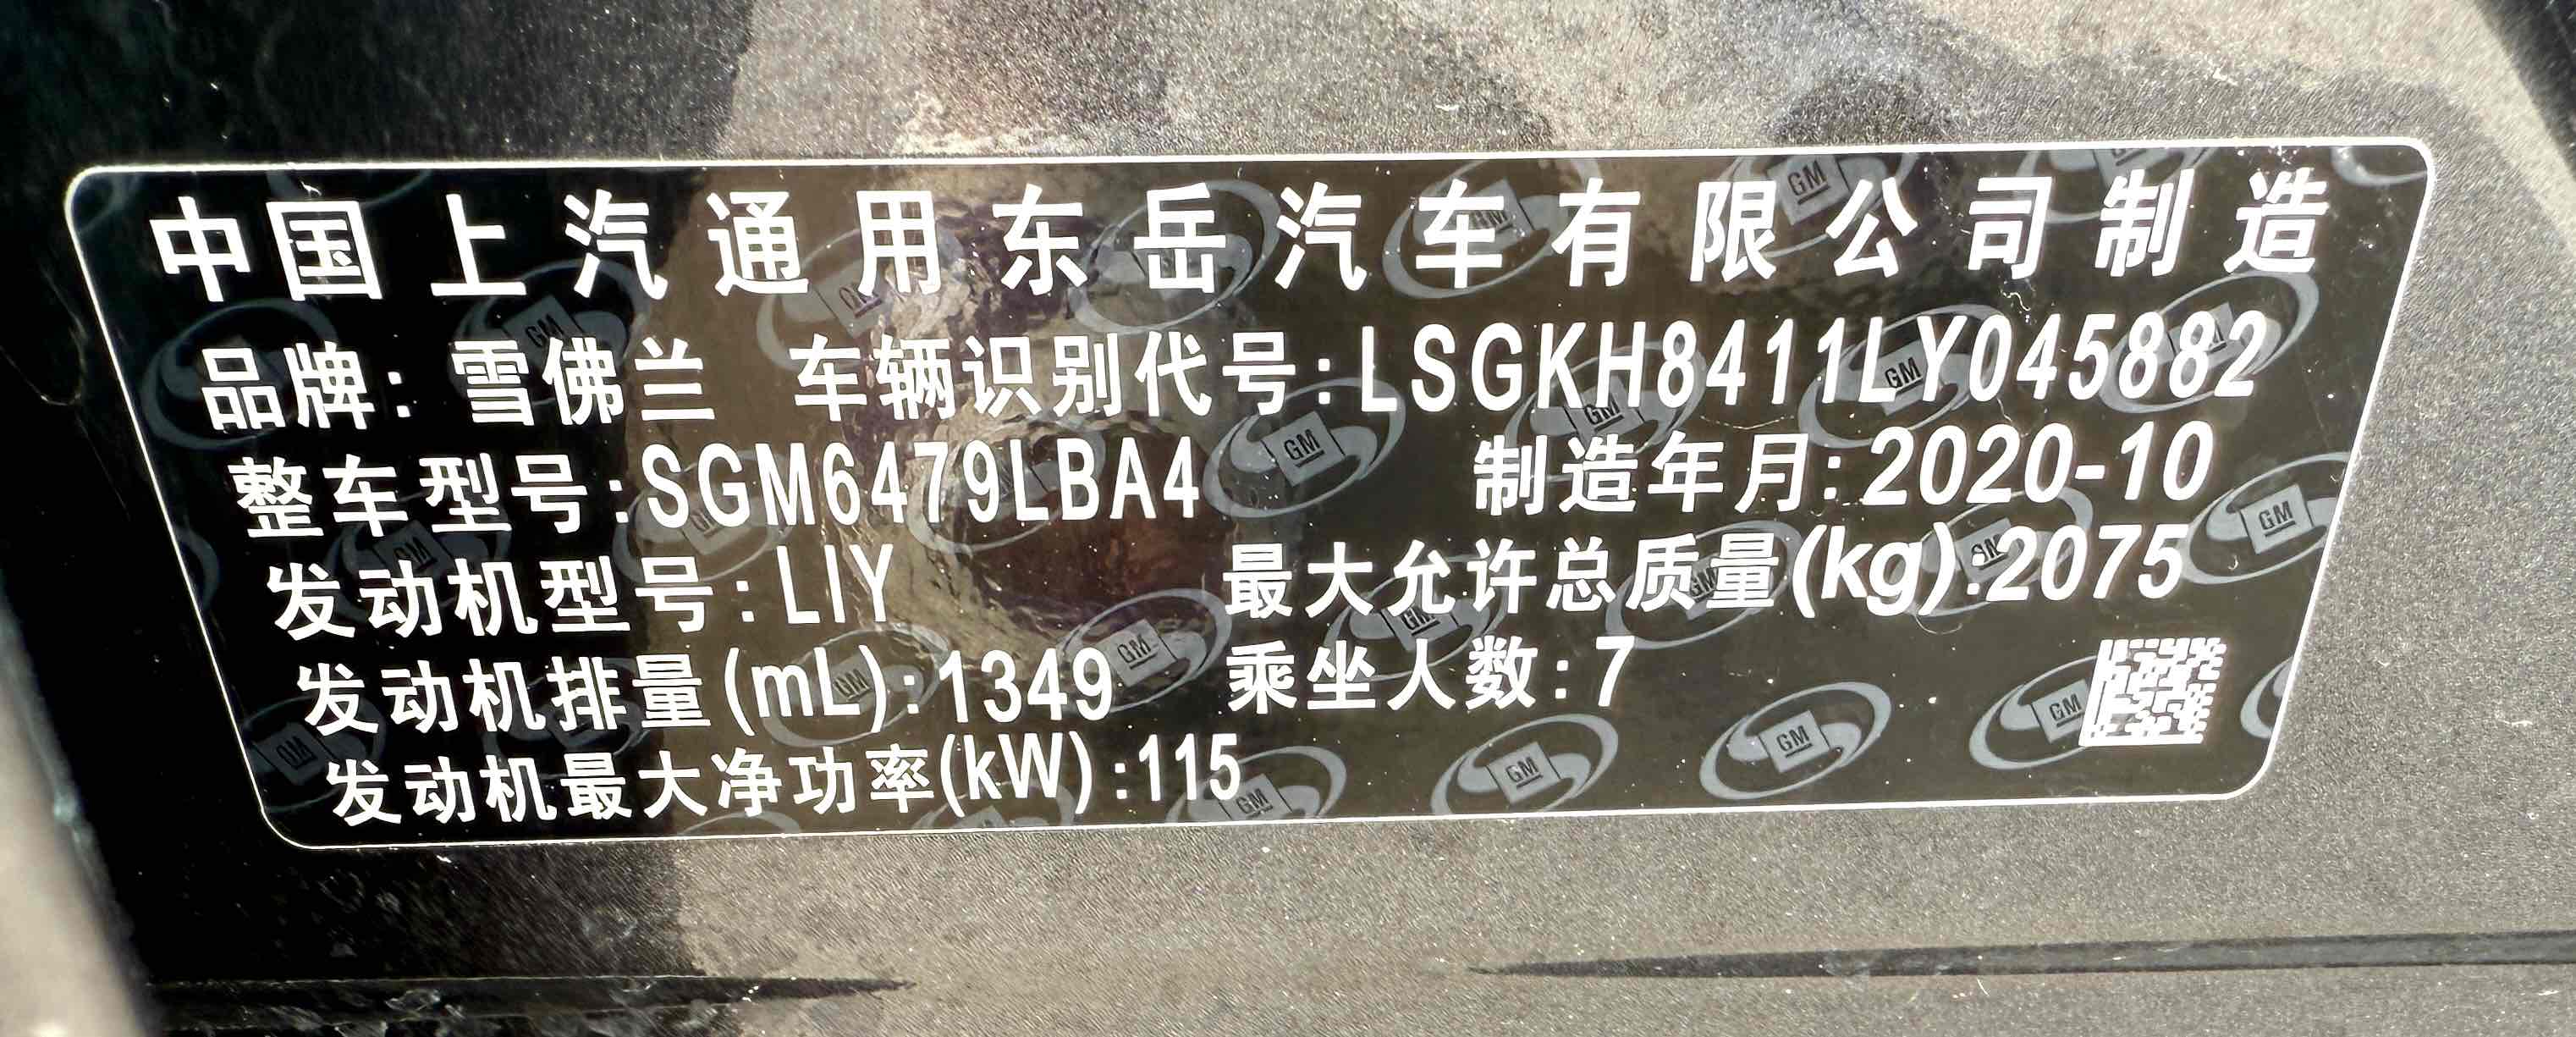 中国上汽通用东岳汽车有限公司制造
品牌: 雪佛兰 车辆识别代号:LSGKH8411LY045882
整车型号:SGM6479LBA4 制造年月:2020-10
发动机型号:LIY 最大允许总质量(kg):2075
发动机排量(mL):1349 乘坐人数:7
发动机最大净功率(kW):115